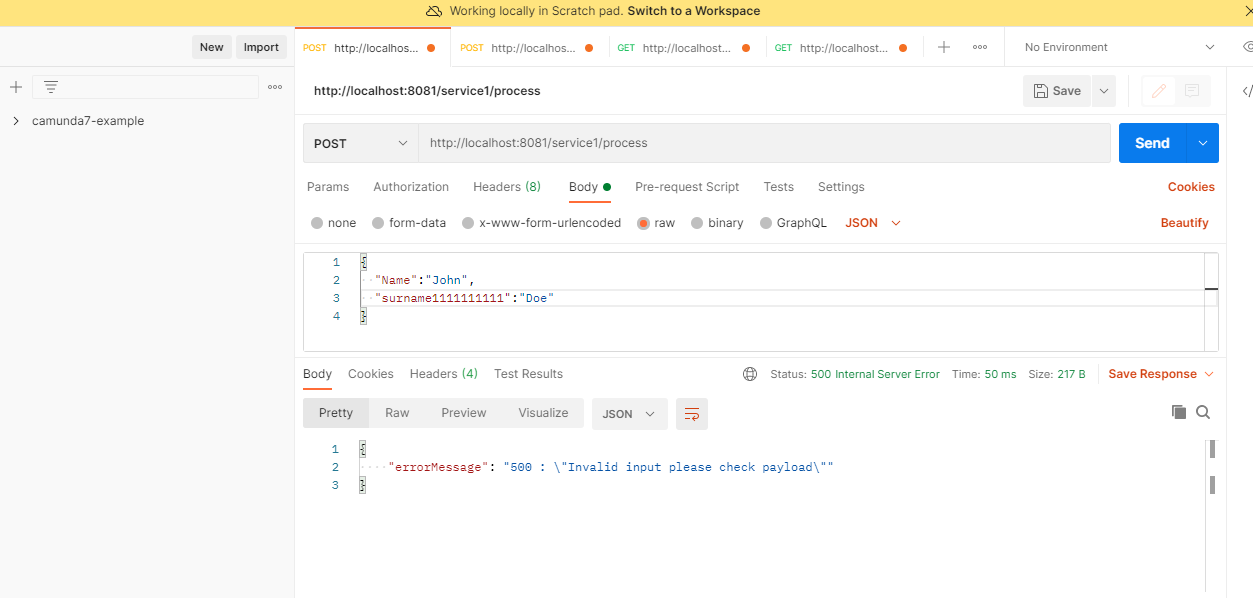 Working locally in Scratch pad. Switch to a Workspace
New Import
POST http://localhos... POST http://localhos... GET http://localhost... GET http://localhost... No Environment
http://localhost:8081/service1/process Save
camunda7-example
POST http://localhost:8081/service1/process Send
Params Authorization Headers (8) Body Pre-request Script Tests Settings Cookies
none form-data x-www-form-urlencoded raw binary GraphQL JSON Beautify
1 {
2 "Name":"John",
3 "surname1111111111":"Doe"
4 }
Body Cookies Headers (4) Test Results Status: 500 Internal Server Error Time: 50 ms Size: 217 B Save Response
Pretty Raw Preview Visualize JSON
1 {
2 "errorMessage": "500 : \"Invalid input please check payload\""
3 }